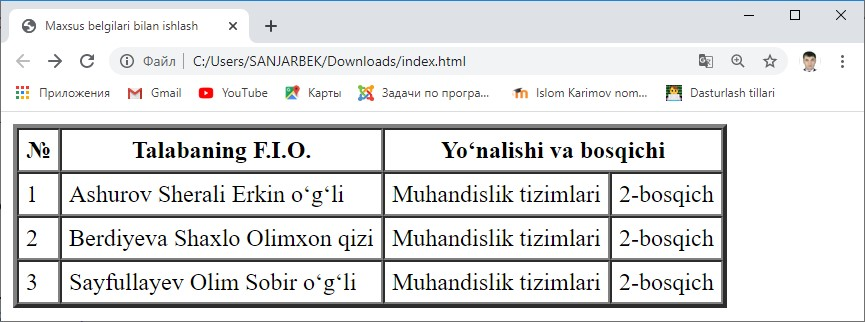 Maxsus belgilari bilan ishlash
Файл | C:/Users/SANJARBEK/Downloads/index.html
Приложения Gmail YouTube Карты Задачи по програ... Islom Karimov nom... Dasturlash tillari
№ Talabaning F.I.O. Yo‘nalishi va bosqichi
1 Ashurov Sherali Erkin o‘g‘li Muhandislik tizimlari 2-bosqich
2 Berdiyeva Shaxlo Olimxon qizi Muhandislik tizimlari 2-bosqich
3 Sayfullayev Olim Sobir o‘g‘li Muhandislik tizimlari 2-bosqich